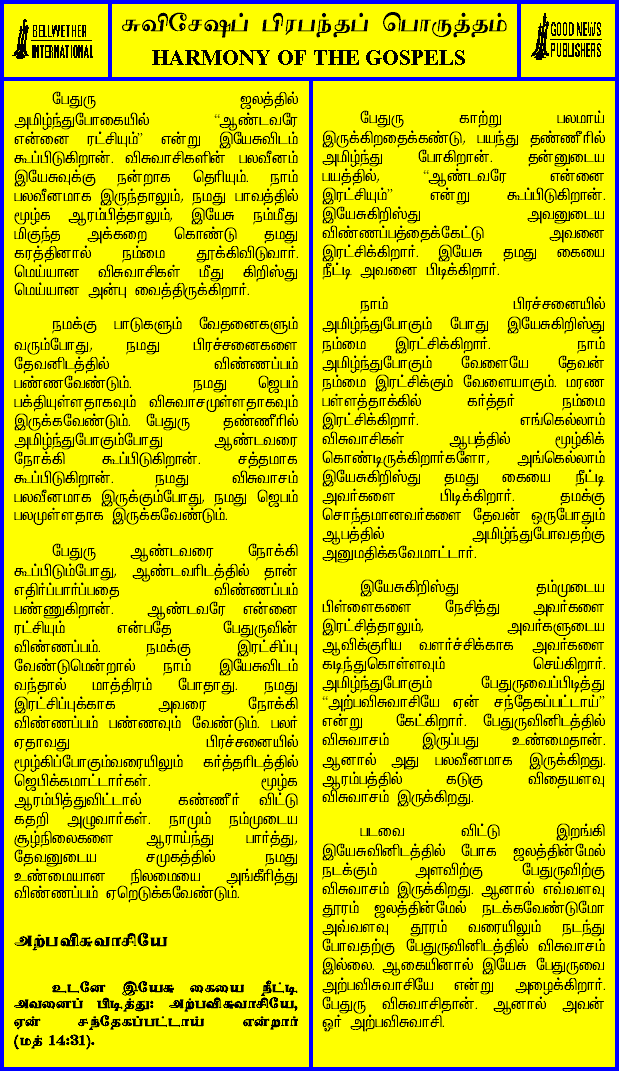 BELLWETHER
INTERNATIONAL
சுவிசேஷப் பிரபந்தப் பொருத்தம்
HARMONY OF THE GOSPELS
GOOD NEWS
PUBLISHERS
பேதுரு ஜலத்தில்
அமிழ்ந்துபோகையில் “ஆண்டவரே
என்னை ரட்சியும்” என்று இயேசுவிடம்
கூப்பிடுகிறான். விசுவாசிகளின் பலவீனம்
இயேசுவுக்கு நன்றாக தெரியும். நாம்
பலவீனமாக இருந்தாலும், நமது பாவத்தில்
மூழ்க ஆரம்பித்தாலும், இயேசு நம்மீது
மிகுந்த அக்கறை கொண்டு தமது
கரத்தினால் நம்மை தூக்கிவிடுவார்.
மெய்யான விசுவாசிகள் மீது கிறிஸ்து
மெய்யான அன்பு வைத்திருக்கிறார்.
நமக்கு பாடுகளும் வேதனைகளும்
வரும்போது, நமது பிரச்சனைகளை
தேவனிடத்தில் விண்ணப்பம்
பண்ணவேண்டும். நமது ஜெபம்
பக்தியுள்ளதாகவும் விசுவாசமுள்ளதாகவும்
இருக்கவேண்டும். பேதுரு தண்ணீரில்
அமிழ்ந்துபோகும்போது ஆண்டவரை
நோக்கி கூப்பிடுகிறான். சத்தமாக
கூப்பிடுகிறான். நமது விசுவாசம்
பலவீனமாக இருக்கும்போது, நமது ஜெபம்
பலமுள்ளதாக இருக்கவேண்டும்.
பேதுரு ஆண்டவரை நோக்கி
கூப்பிடும்போது, ஆண்டவரிடத்தில் தான்
எதிர்ப்பார்ப்பதை விண்ணப்பம்
பண்ணுகிறான். ஆண்டவரே என்னை
ரட்சியும் என்பதே பேதுருவின்
விண்ணப்பம். நமக்கு இரட்சிப்பு
வேண்டுமென்றால் நாம் இயேசுவிடம்
வந்தால் மாத்திரம் போதாது. நமது
இரட்சிப்புக்காக அவரை நோக்கி
விண்ணப்பம் பண்ணவும் வேண்டும். பலர்
ஏதாவது பிரச்சனையில்
மூழ்கிப்போகும்வரையிலும் கர்த்தரிடத்தில்
ஜெபிக்கமாட்டார்கள். மூழ்க
ஆரம்பித்துவிட்டால் கண்ணீர் விட்டு
கதறி அழுவார்கள். நாமும் நம்முடைய
சூழ்நிலைகளை ஆராய்ந்து பார்த்து,
தேவனுடைய சமுகத்தில் நமது
உண்மையான நிலமையை அங்கீரித்து
விண்ணப்பம் ஏறெடுக்கவேண்டும்.
அற்பவிசுவாசியே
உடனே இயேசு கையை நீட்டி
அவனைப் பிடித்து: அற்பவிசுவாசியே,
ஏன் சந்தேகப்பட்டாய் என்றார்
(மத் 14:31).
பேதுரு காற்று பலமாய்
இருக்கிறதைக்கண்டு, பயந்து தண்ணீரில்
அமிழ்ந்து போகிறான். தன்னுடைய
பயத்தில், “ஆண்டவரே என்னை
இரட்சியும்” என்று கூப்பிடுகிறான்.
இயேசுகிறிஸ்து அவனுடைய
விண்ணப்பத்தைக்கேட்டு அவனை
இரட்சிக்கிறார். இயேசு தமது கையை
நீட்டி அவனை பிடிக்கிறார்.
நாம் பிரச்சனையில்
அமிழ்ந்துபோகும் போது இயேசுகிறிஸ்து
நம்மை இரட்சிக்கிறார். நாம்
அமிழ்ந்துபோகும் வேளையே தேவன்
நம்மை இரட்சிக்கும் வேளையாகும். மரண
பள்ளத்தாக்கில் கர்த்தர் நம்மை
இரட்சிக்கிறார். எங்கெல்லாம்
விசுவாசிகள் ஆபத்தில் மூழ்கிக்
கொண்டிருக்கிறார்களோ, அங்கெல்லாம்
இயேசுகிறிஸ்து தமது கையை நீட்டி
அவர்களை பிடிக்கிறார். தமக்கு
சொந்தமானவர்களை தேவன் ஒருபோதும்
ஆபத்தில் அமிழ்ந்துபோவதற்கு
அனுமதிக்கவேமாட்டார்.
இயேசுகிறிஸ்து தம்முடைய
பிள்ளைகளை நேசித்து அவர்களை
இரட்சித்தாலும், அவர்களுடைய
ஆவிக்குரிய வளர்ச்சிக்காக அவர்களை
கடிந்துகொள்ளவும் செய்கிறார்.
அமிழ்ந்துபோகும் பேதுருவைப்பிடித்து
“அற்பவிசுவாசியே ஏன் சந்தேகப்பட்டாய்”
என்று கேட்கிறார். பேதுருவினிடத்தில்
விசுவாசம் இருப்பது உண்மைதான்.
ஆனால் அது பலவீனமாக இருக்கிறது.
ஆரம்பத்தில் கடுகு விதையளவு
விசுவாசம் இருக்கிறது.
படவை விட்டு இறங்கி
இயேசுவினிடத்தில் போக ஜலத்தின்மேல்
நடக்கும் அளவிற்கு பேதுருவிற்கு
விசுவாசம் இருக்கிறது. ஆனால் எவ்வளவு
தூரம் ஜலத்தின்மேல் நடக்கவேண்டுமோ
அவ்வளவு தூரம் வரையிலும் நடந்து
போவதற்கு பேதுருவினிடத்தில் விசுவாசம்
இல்லை. ஆகையினால் இயேசு பேதுருவை
அற்பவிசுவாசியே என்று அழைக்கிறார்.
பேதுரு விசுவாசிதான். ஆனால் அவன்
ஓர் அற்பவிசுவாசி.